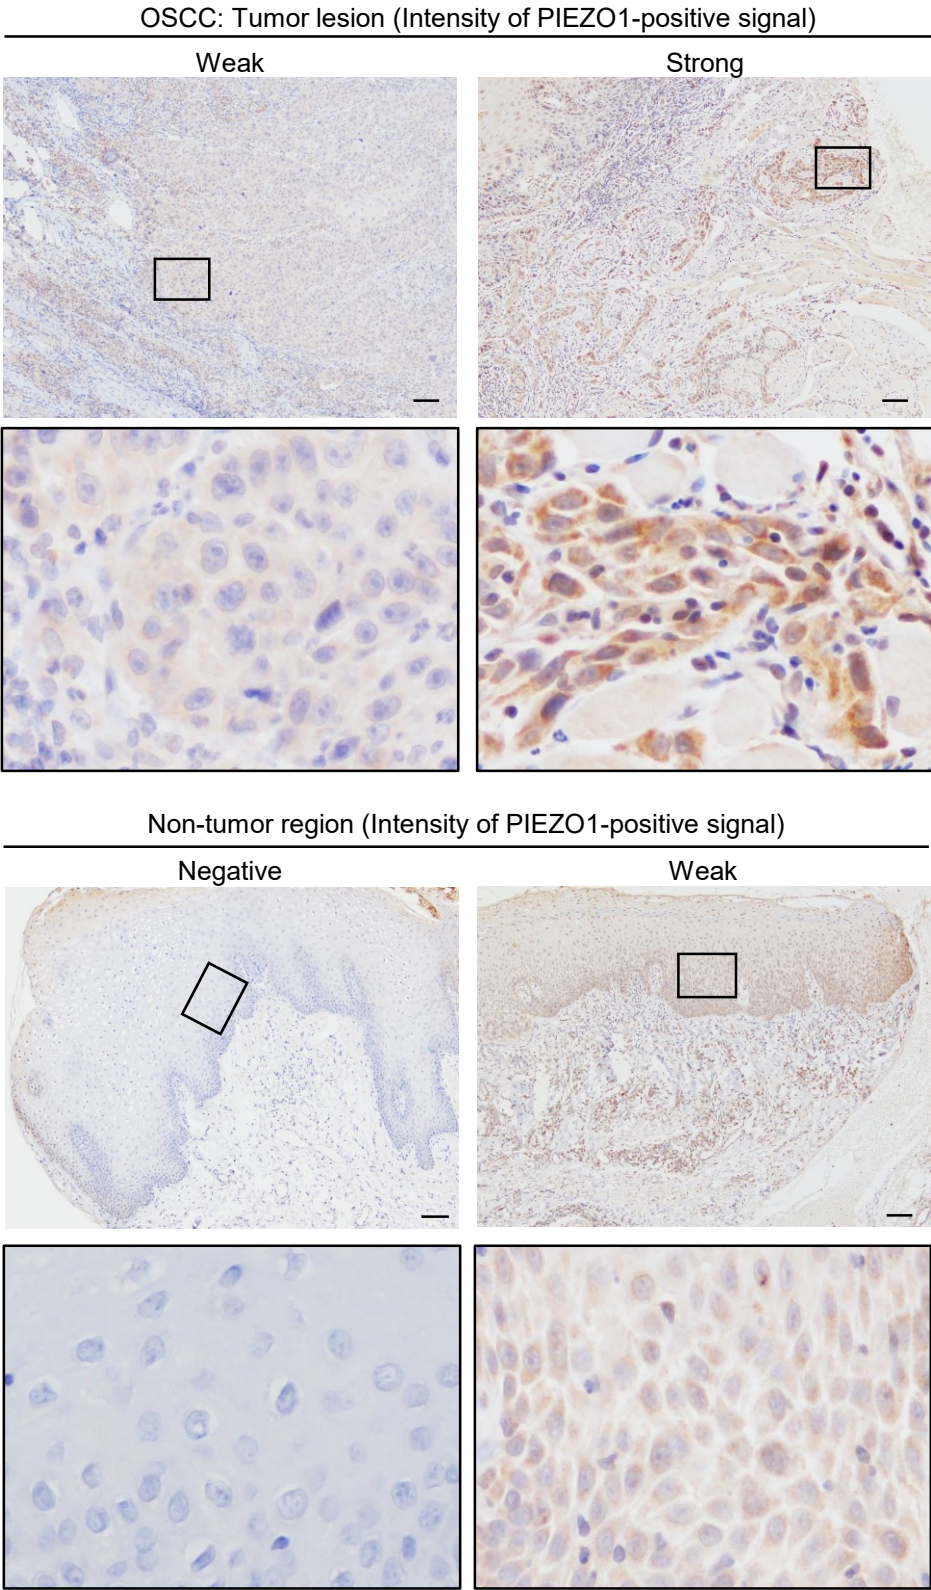 OSCC: Tumor lesion (Intensity of PIEZO1-positive signal)
Weak
Strong
Non-tumor region (Intensity of PIEZO1-positive signal)
Negative
Weak